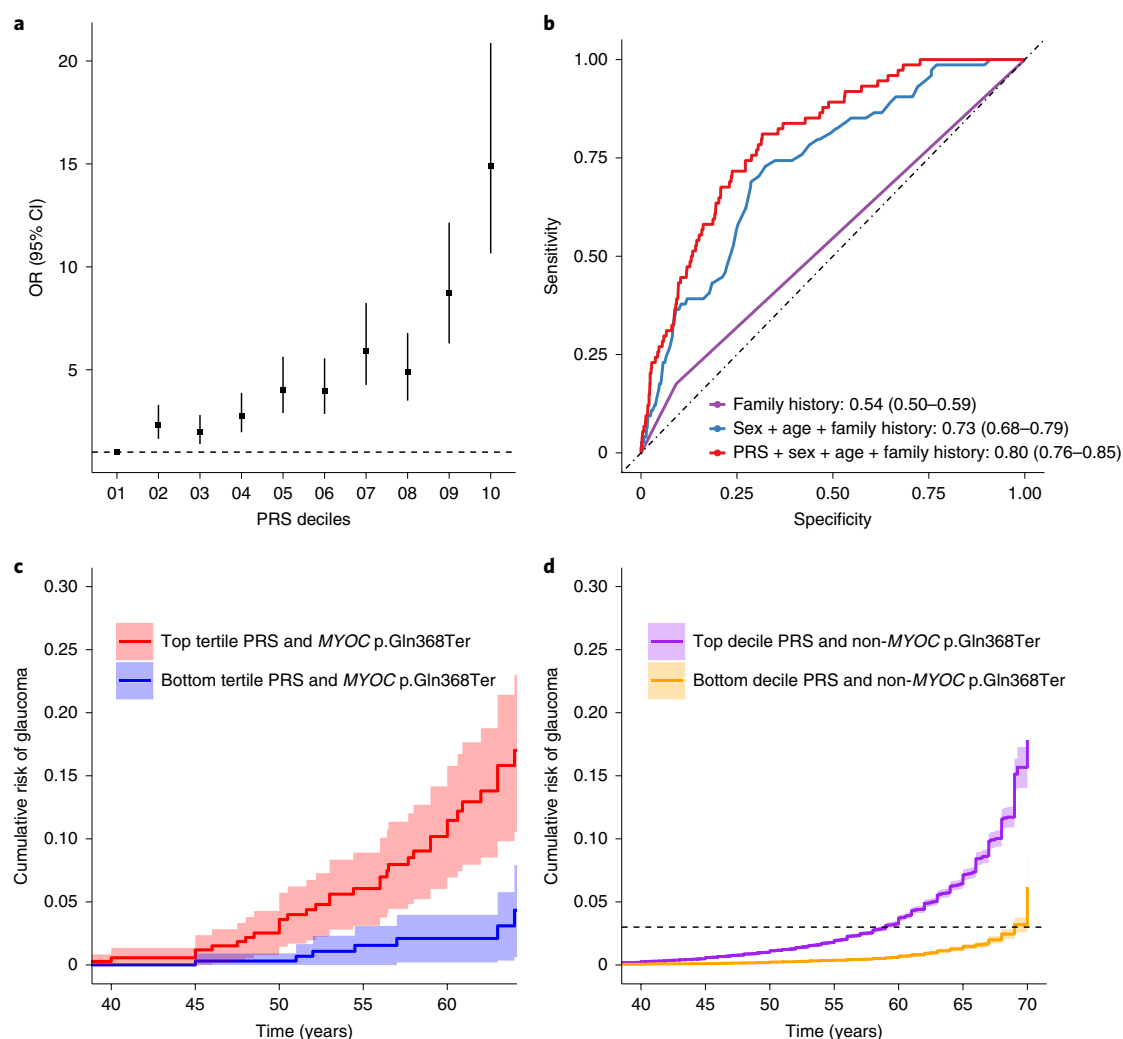 a
20
15
10
5
OR (95% CI)
01 02 03 04 05 06 07 08 09 10
PRS deciles
b
1.00
0.75
0.50
0.25
0
Sensitivity
Family history: 0.54 (0.50–0.59)
Sex + age + family history: 0.73 (0.68–0.79)
PRS + sex + age + family history: 0.80 (0.76–0.85)
0 0.25 0.50 0.75 1.00
Specificity
c
0.30
0.25
0.20
0.15
0.10
0.05
0
Cumulative risk of glaucoma
Top tertile PRS and MYOC p.Gln368Ter
Bottom tertile PRS and MYOC p.Gln368Ter
40 45 50 55 60
Time (years)
d
0.30
0.25
0.20
0.15
0.10
0.05
0
Cumulative risk of glaucoma
Top decile PRS and non-MYOC p.Gln368Ter
Bottom decile PRS and non-MYOC p.Gln368Ter
40 45 50 55 60 65 70
Time (years)